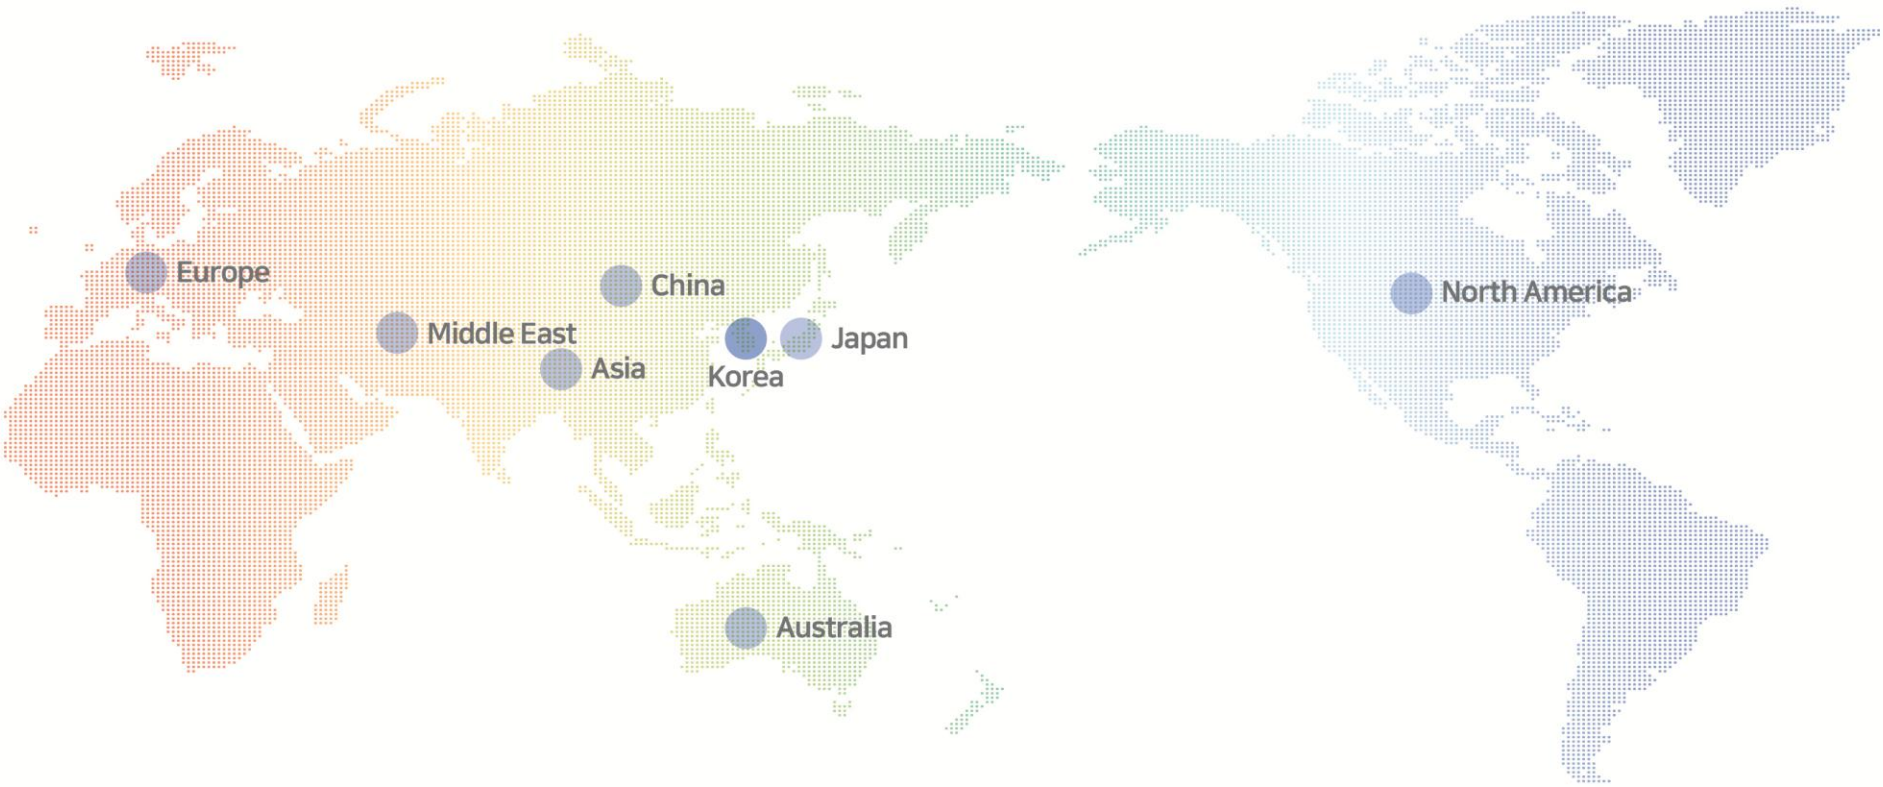 Europe
China
North America
Middle East
Japan
Asia
Korea
Australia